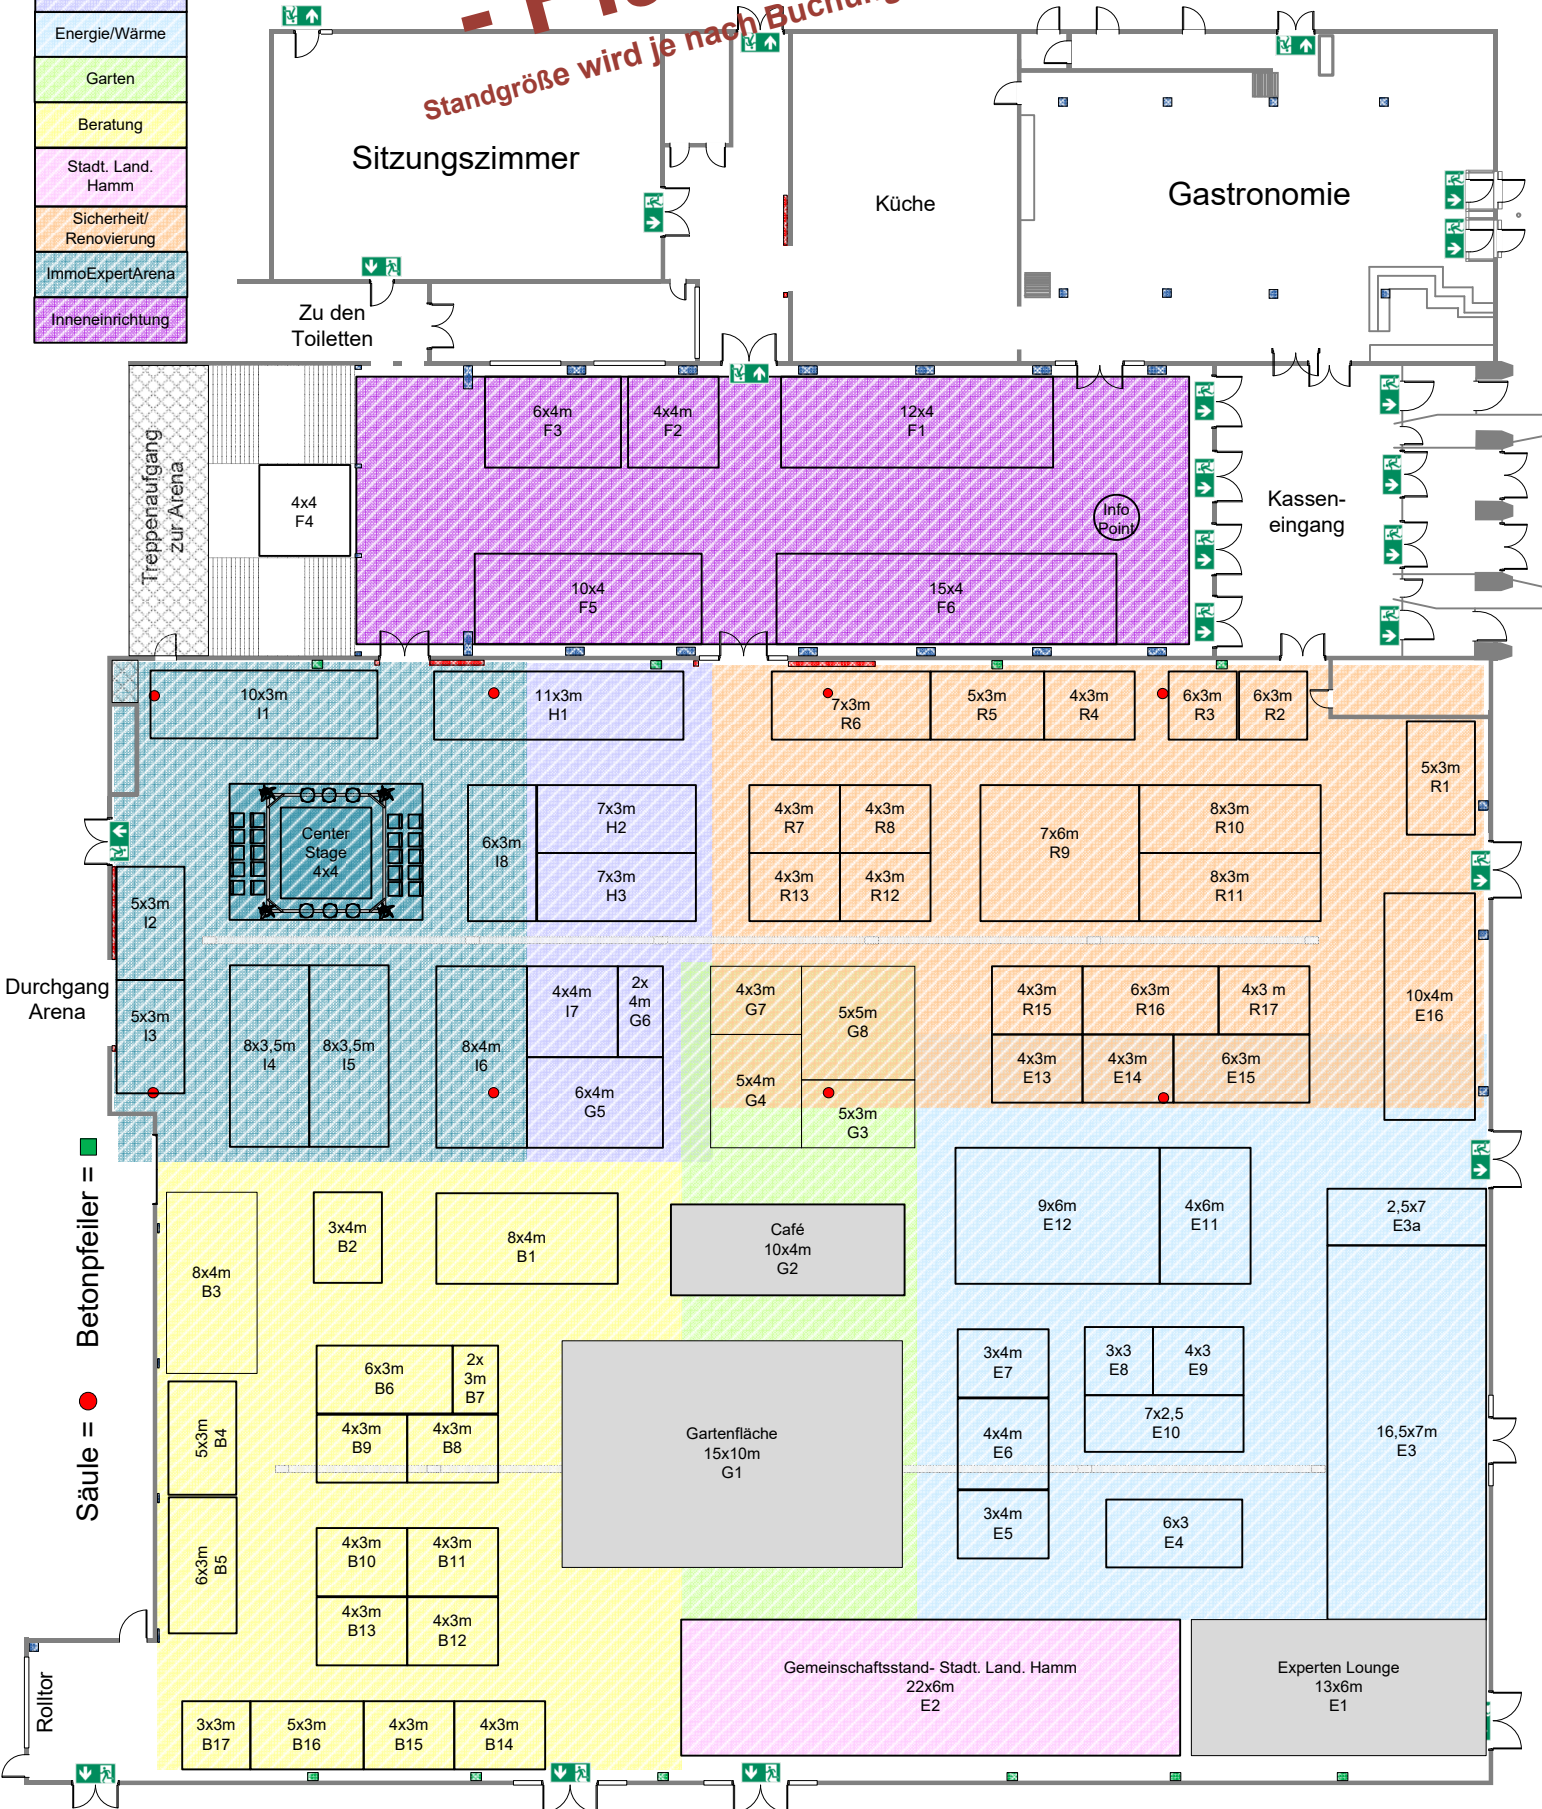 Standgröße wird je nach Buchung
Energie/Wärme
Garten
Beratung
Stadt. Land.
Hamm
Sicherheit/
Renovierung
ImmoExpertArena
Inneneinrichtung
Sitzungszimmer
Küche
Gastronomie
Zu den
Toiletten
Treppenaufgang
zur Arena
4x4
F4
6x4m
F3
4x4m
F2
12x4
F1
Info
Point
10x4
F5
15x4
F6
Kassen-
eingang
10x3m
I1
11x3m
H1
7x3m
R6
5x3m
R5
4x3m
R4
6x3m
R3
6x3m
R2
5x3m
R1
Center
Stage
4x4
6x3m
I8
7x3m
H2
7x3m
H3
4x3m
R7
4x3m
R8
4x3m
R13
4x3m
R12
7x6m
R9
8x3m
R10
8x3m
R11
5x3m
I2
Durchgang
Arena
5x3m
I3
8x3,5m
I4
8x3,5m
I5
8x4m
I6
4x4m
I7
2x
4m
G6
6x4m
G5
4x3m
G7
5x5m
G8
5x4m
G4
5x3m
G3
4x3m
R15
6x3m
R16
4x3 m
R17
4x3m
E13
4x3m
E14
6x3m
E15
10x4m
E16
Säule = Betonpfeiler =
8x4m
B3
3x4m
B2
8x4m
B1
Café
10x4m
G2
9x6m
E12
4x6m
E11
2,5x7
E3a
6x3m
B6
2x
3m
B7
4x3m
B9
4x3m
B8
5x3m
B4
Gartenfläche
15x10m
G1
3x4m
E7
3x3
E8
4x3
E9
7x2,5
E10
4x4m
E6
16,5x7m
E3
3x4m
E5
6x3
E4
6x3m
B5
4x3m
B10
4x3m
B11
4x3m
B13
4x3m
B12
Rolltor
3x3m
B17
5x3m
B16
4x3m
B15
4x3m
B14
Gemeinschaftsstand- Stadt. Land. Hamm
22x6m
E2
Experten Lounge
13x6m
E1